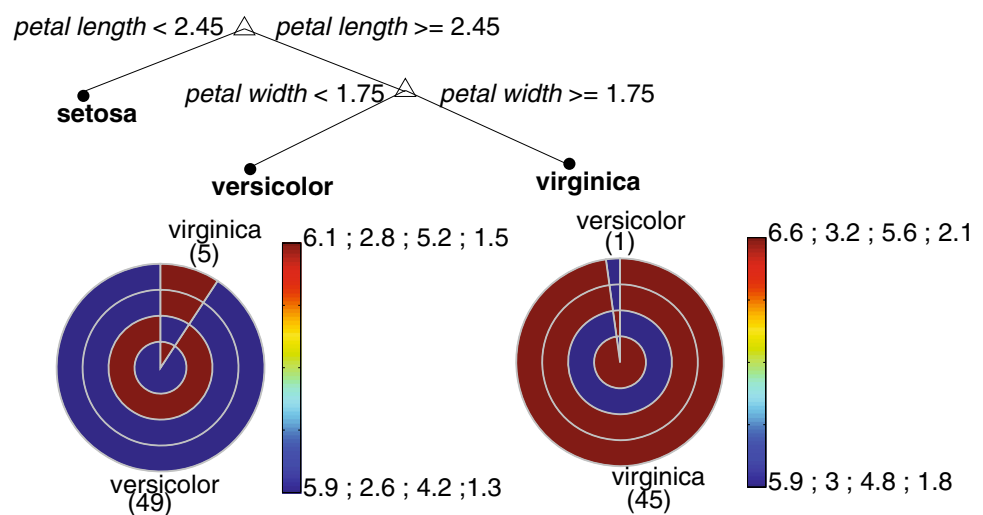 petal length < 2.45 petal length >= 2.45
setosa
petal width < 1.75 petal width >= 1.75
versicolor
virginica
virginica
(5)
6.1 ; 2.8 ; 5.2 ; 1.5
versicolor
(49)
5.9 ; 2.6 ; 4.2 ;1.3
versicolor
(1)
6.6 ; 3.2 ; 5.6 ; 2.1
virginica
(45)
5.9 ; 3 ; 4.8 ; 1.8